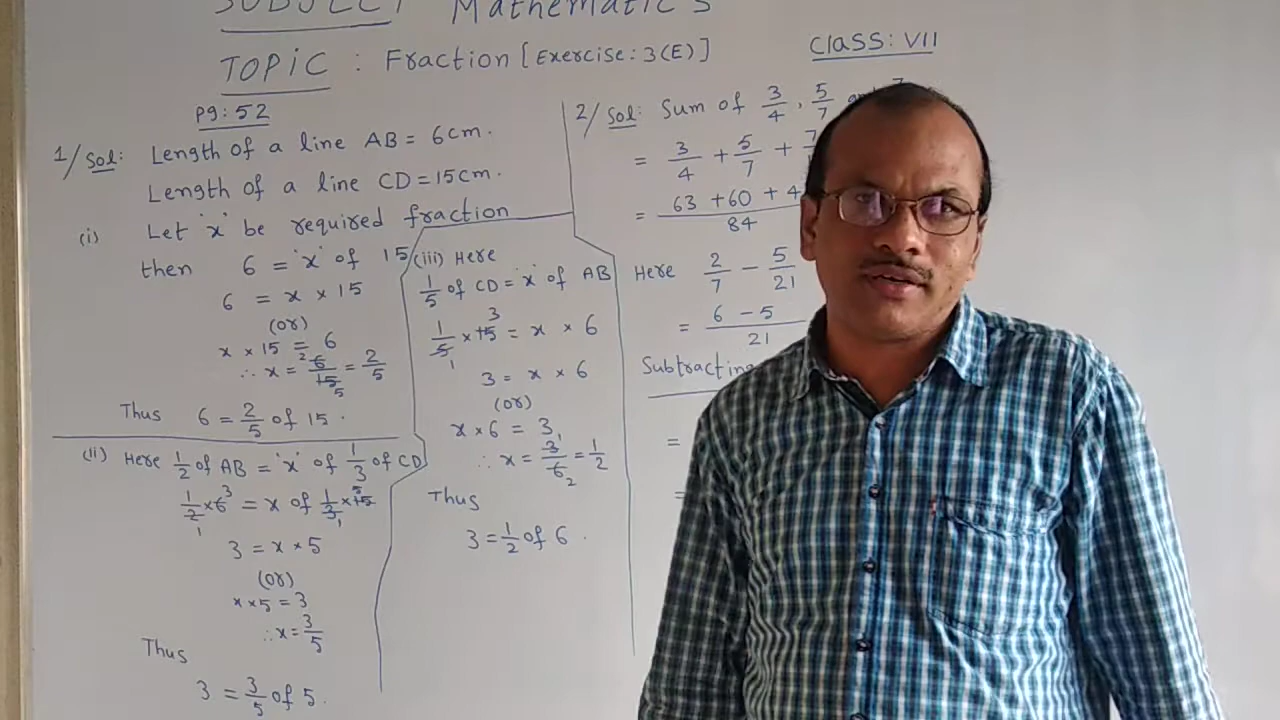 SUBJECT Mathematics
TOPIC : Fraction [Exercise: 3(E)]
Class: VII
Pg: 52
1/ Sol: Length of a line AB = 6cm.
Length of a line CD = 15cm.
(i) Let 'x' be required fraction
then 6 = 'x' of 15
6 = x × 15
(or)
x × 15 = 6
∴ x = 6/15 = 2/5
Thus 6 = 2/5 of 15.
(ii) Here 1/2 of AB = 'x' of 1/3 of CD
1/2 × 6 = x of 1/3 × 15
3 = x × 5
(or)
x × 5 = 3
∴ x = 3/5
Thus
3 = 3/5 of 5.
(iii) Here
1/5 of CD = 'x' of AB
1/5 × 15 = x × 6
3 = x × 6
(or)
x × 6 = 3
∴ x = 3/6 = 1/2
Thus
3 = 1/2 of 6.
2/ Sol: Sum of 3/4, 5/7
= 3/4 + 5/7 +
= 63 + 60 + 4
84
Here 2/7 - 5/21
= 6 - 5
21
Subtracting
=
=